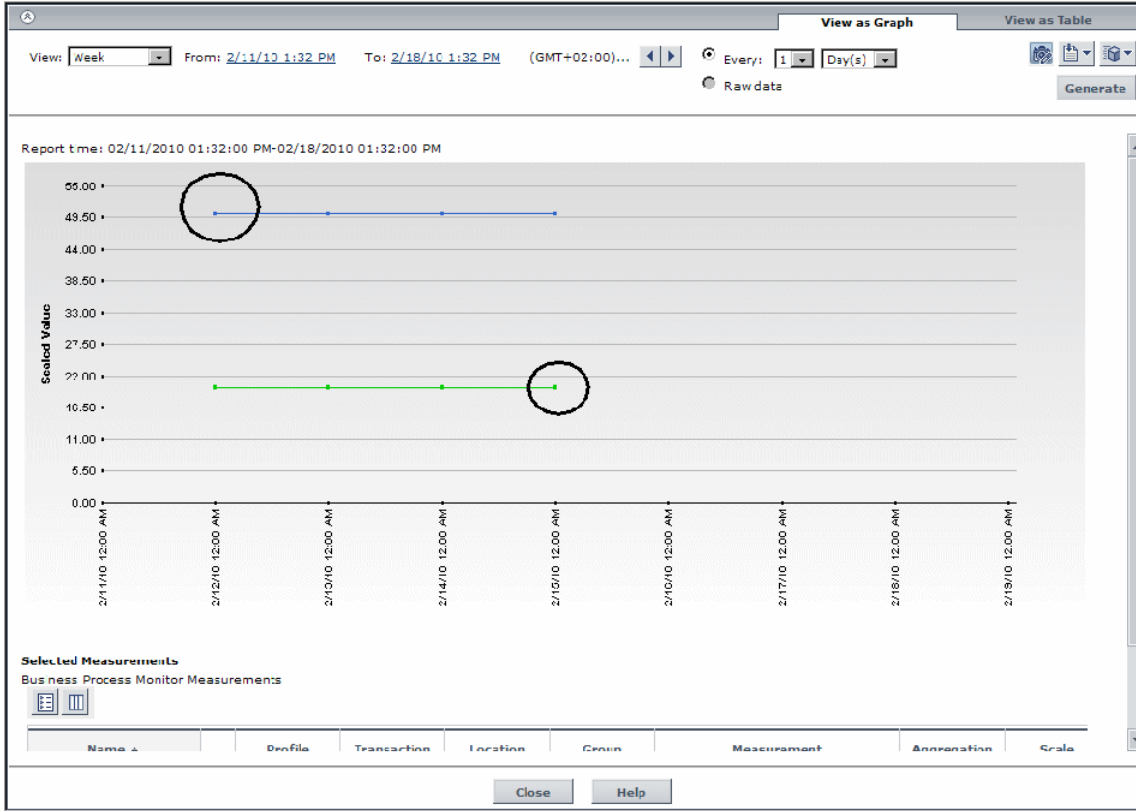 View as Graph
View as Table
View: Week From: 2/11/10 1:32 PM To: 2/18/10 1:32 PM (GMT+02:00)... Every: 1 Day(s)
Raw data
Generate
Report time: 02/11/2010 01:32:00 PM-02/18/2010 01:32:00 PM
Scaled Value
55.00
49.50
44.00
38.50
33.00
27.50
22.00
16.50
11.00
5.50
0.00
2/11/10 12:00 AM
2/12/10 12:00 AM
2/13/10 12:00 AM
2/14/10 12:00 AM
2/15/10 12:00 AM
2/16/10 12:00 AM
2/17/10 12:00 AM
2/18/10 12:00 AM
2/19/10 12:00 AM
Selected Measurements
Business Process Monitor Measurements
Name Profile Transaction Location Group Measurement Aggregation Scale
Close Help